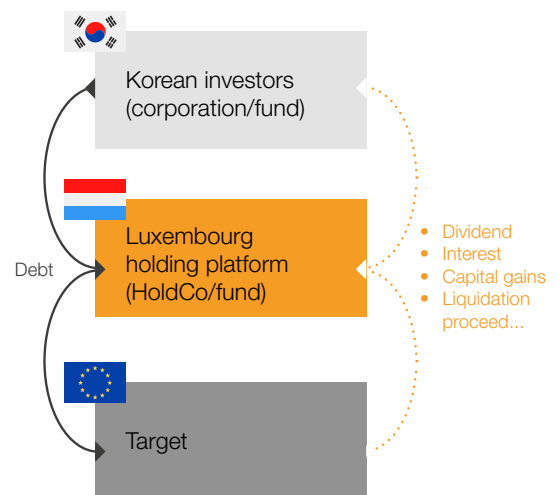 Korean investors
(corporation/fund)
Luxembourg
holding platform
(HoldCo/fund)
Debt
• Dividend
• Interest
• Capital gains
• Liquidation
proceed...
Target